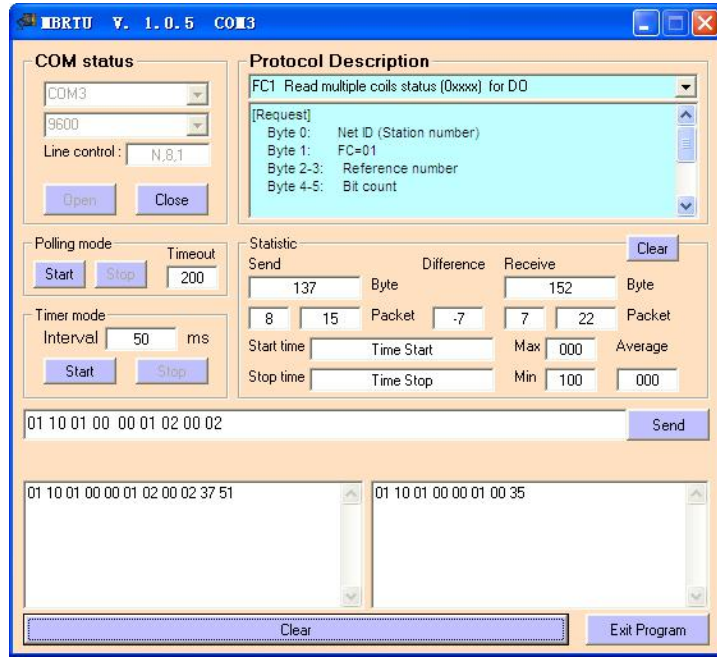 MBRTU V. 1.0.5 COM3
COM status
COM3
9600
Line control : N,8,1
Open Close
Protocol Description
FC1 Read multiple coils status (0xxxx) for DO
[Request]
Byte 0: Net ID (Station number)
Byte 1: FC=01
Byte 2-3: Reference number
Byte 4-5: Bit count
Polling mode
Timeout
Start Stop 200
Timer mode
Interval 50 ms
Start Stop
Statistic Clear
Send Difference Receive
137 Byte 152 Byte
8 15 Packet -7 7 22 Packet
Start time Time Start Max 000 Average
Stop time Time Stop Min 100 000
01 10 01 00  00 01 02 00 02 Send
01 10 01 00 00 01 02 00 02 37 51
01 10 01 00 00 01 00 35
Clear Exit Program